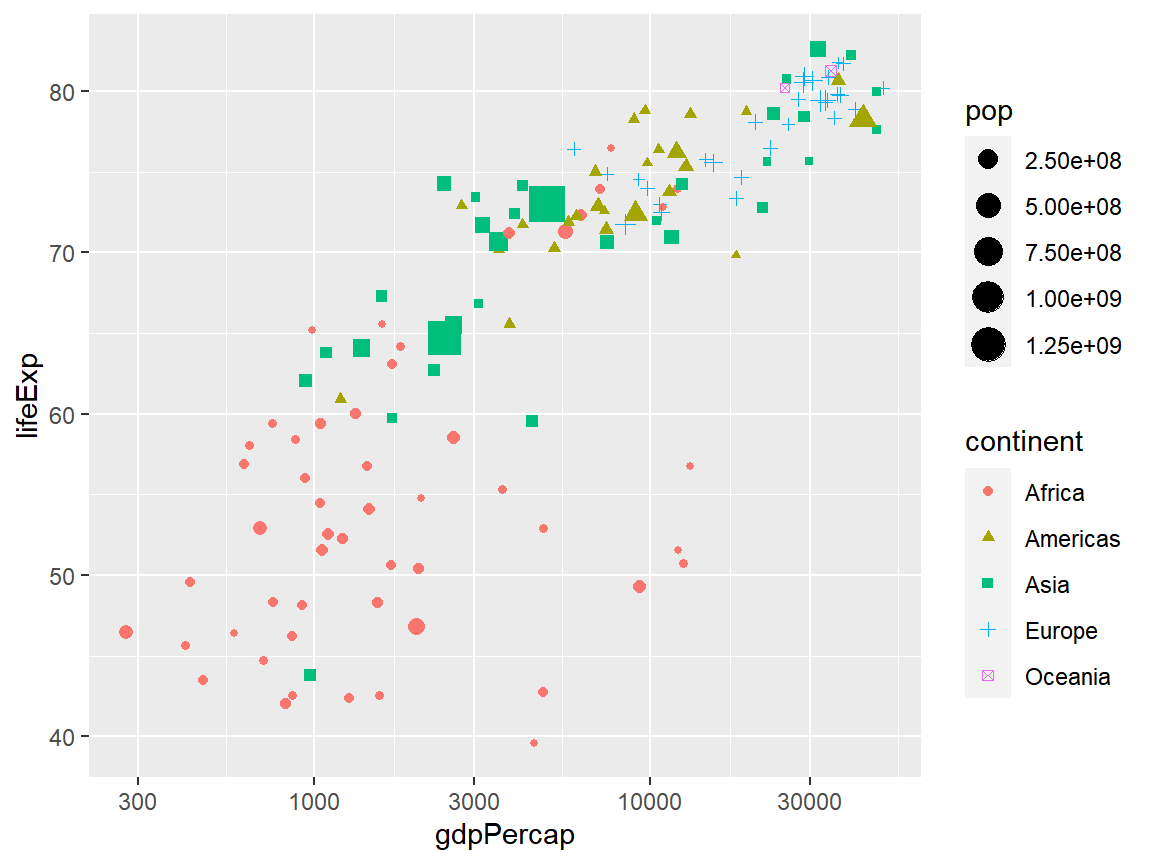 lifeExp
80
70
60
50
40
300 1000 3000 10000 30000
gdpPercap
pop
2.50e+08
5.00e+08
7.50e+08
1.00e+09
1.25e+09
continent
Africa
Americas
Asia
Europe
Oceania